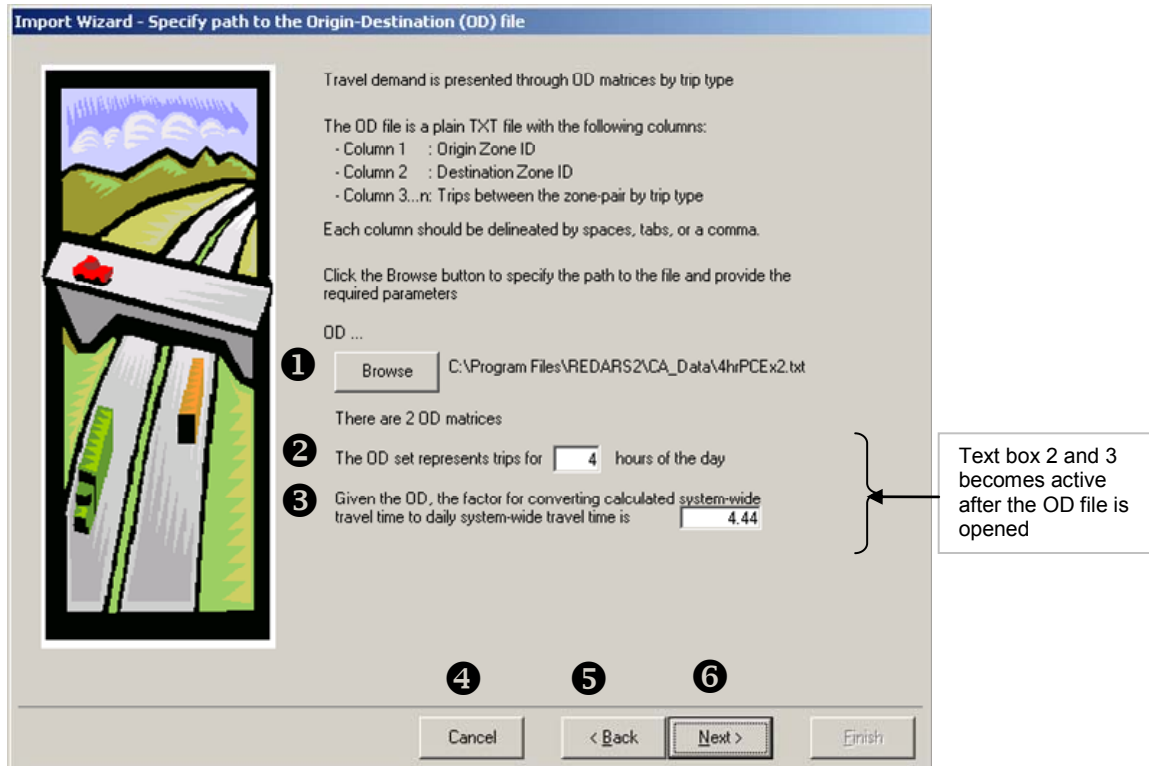 Import Wizard - Specify path to the Origin-Destination (OD) file
Travel demand is presented through OD matrices by trip type
The OD file is a plain TXT file with the following columns:
- Column 1 : Origin Zone ID
- Column 2 : Destination Zone ID
- Column 3...n: Trips between the zone-pair by trip type
Each column should be delineated by spaces, tabs, or a comma.
Click the Browse button to specify the path to the file and provide the
required parameters
OD ...
❶ Browse C:\Program Files\REDARS2\CA_Data\4hrPCEx2.txt
There are 2 OD matrices
❷ The OD set represents trips for 4 hours of the day
❸ Given the OD, the factor for converting calculated system-wide
travel time to daily system-wide travel time is 4.44
Text box 2 and 3
becomes active
after the OD file is
opened
❹ ❺ ❻
Cancel < Back Next > Finish